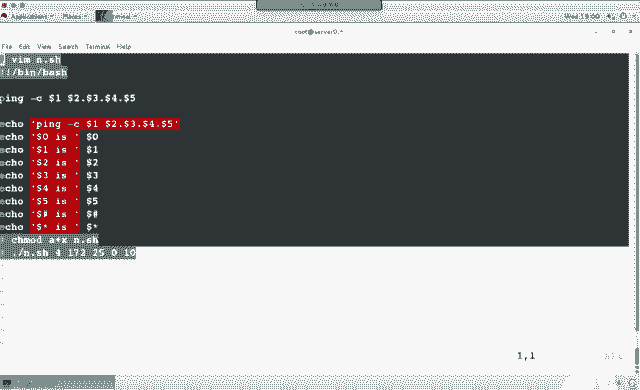 Applications Places
Wed 18:00
root@server0:~
File Edit View Search Terminal Help
vim n.sh
#!/bin/bash
ping -c $1 $2.$3.$4.$5
echo 'ping -c $1 $2.$3.$4.$5'
echo '$0 is ' $0
echo '$1 is ' $1
echo '$2 is ' $2
echo '$3 is ' $3
echo '$4 is ' $4
echo '$5 is ' $5
echo '$# is ' $#
echo '$* is ' $*
chmod a+x n.sh
./n.sh 4 172 25 0 10
~
~
~
~
~
~
~
1,1